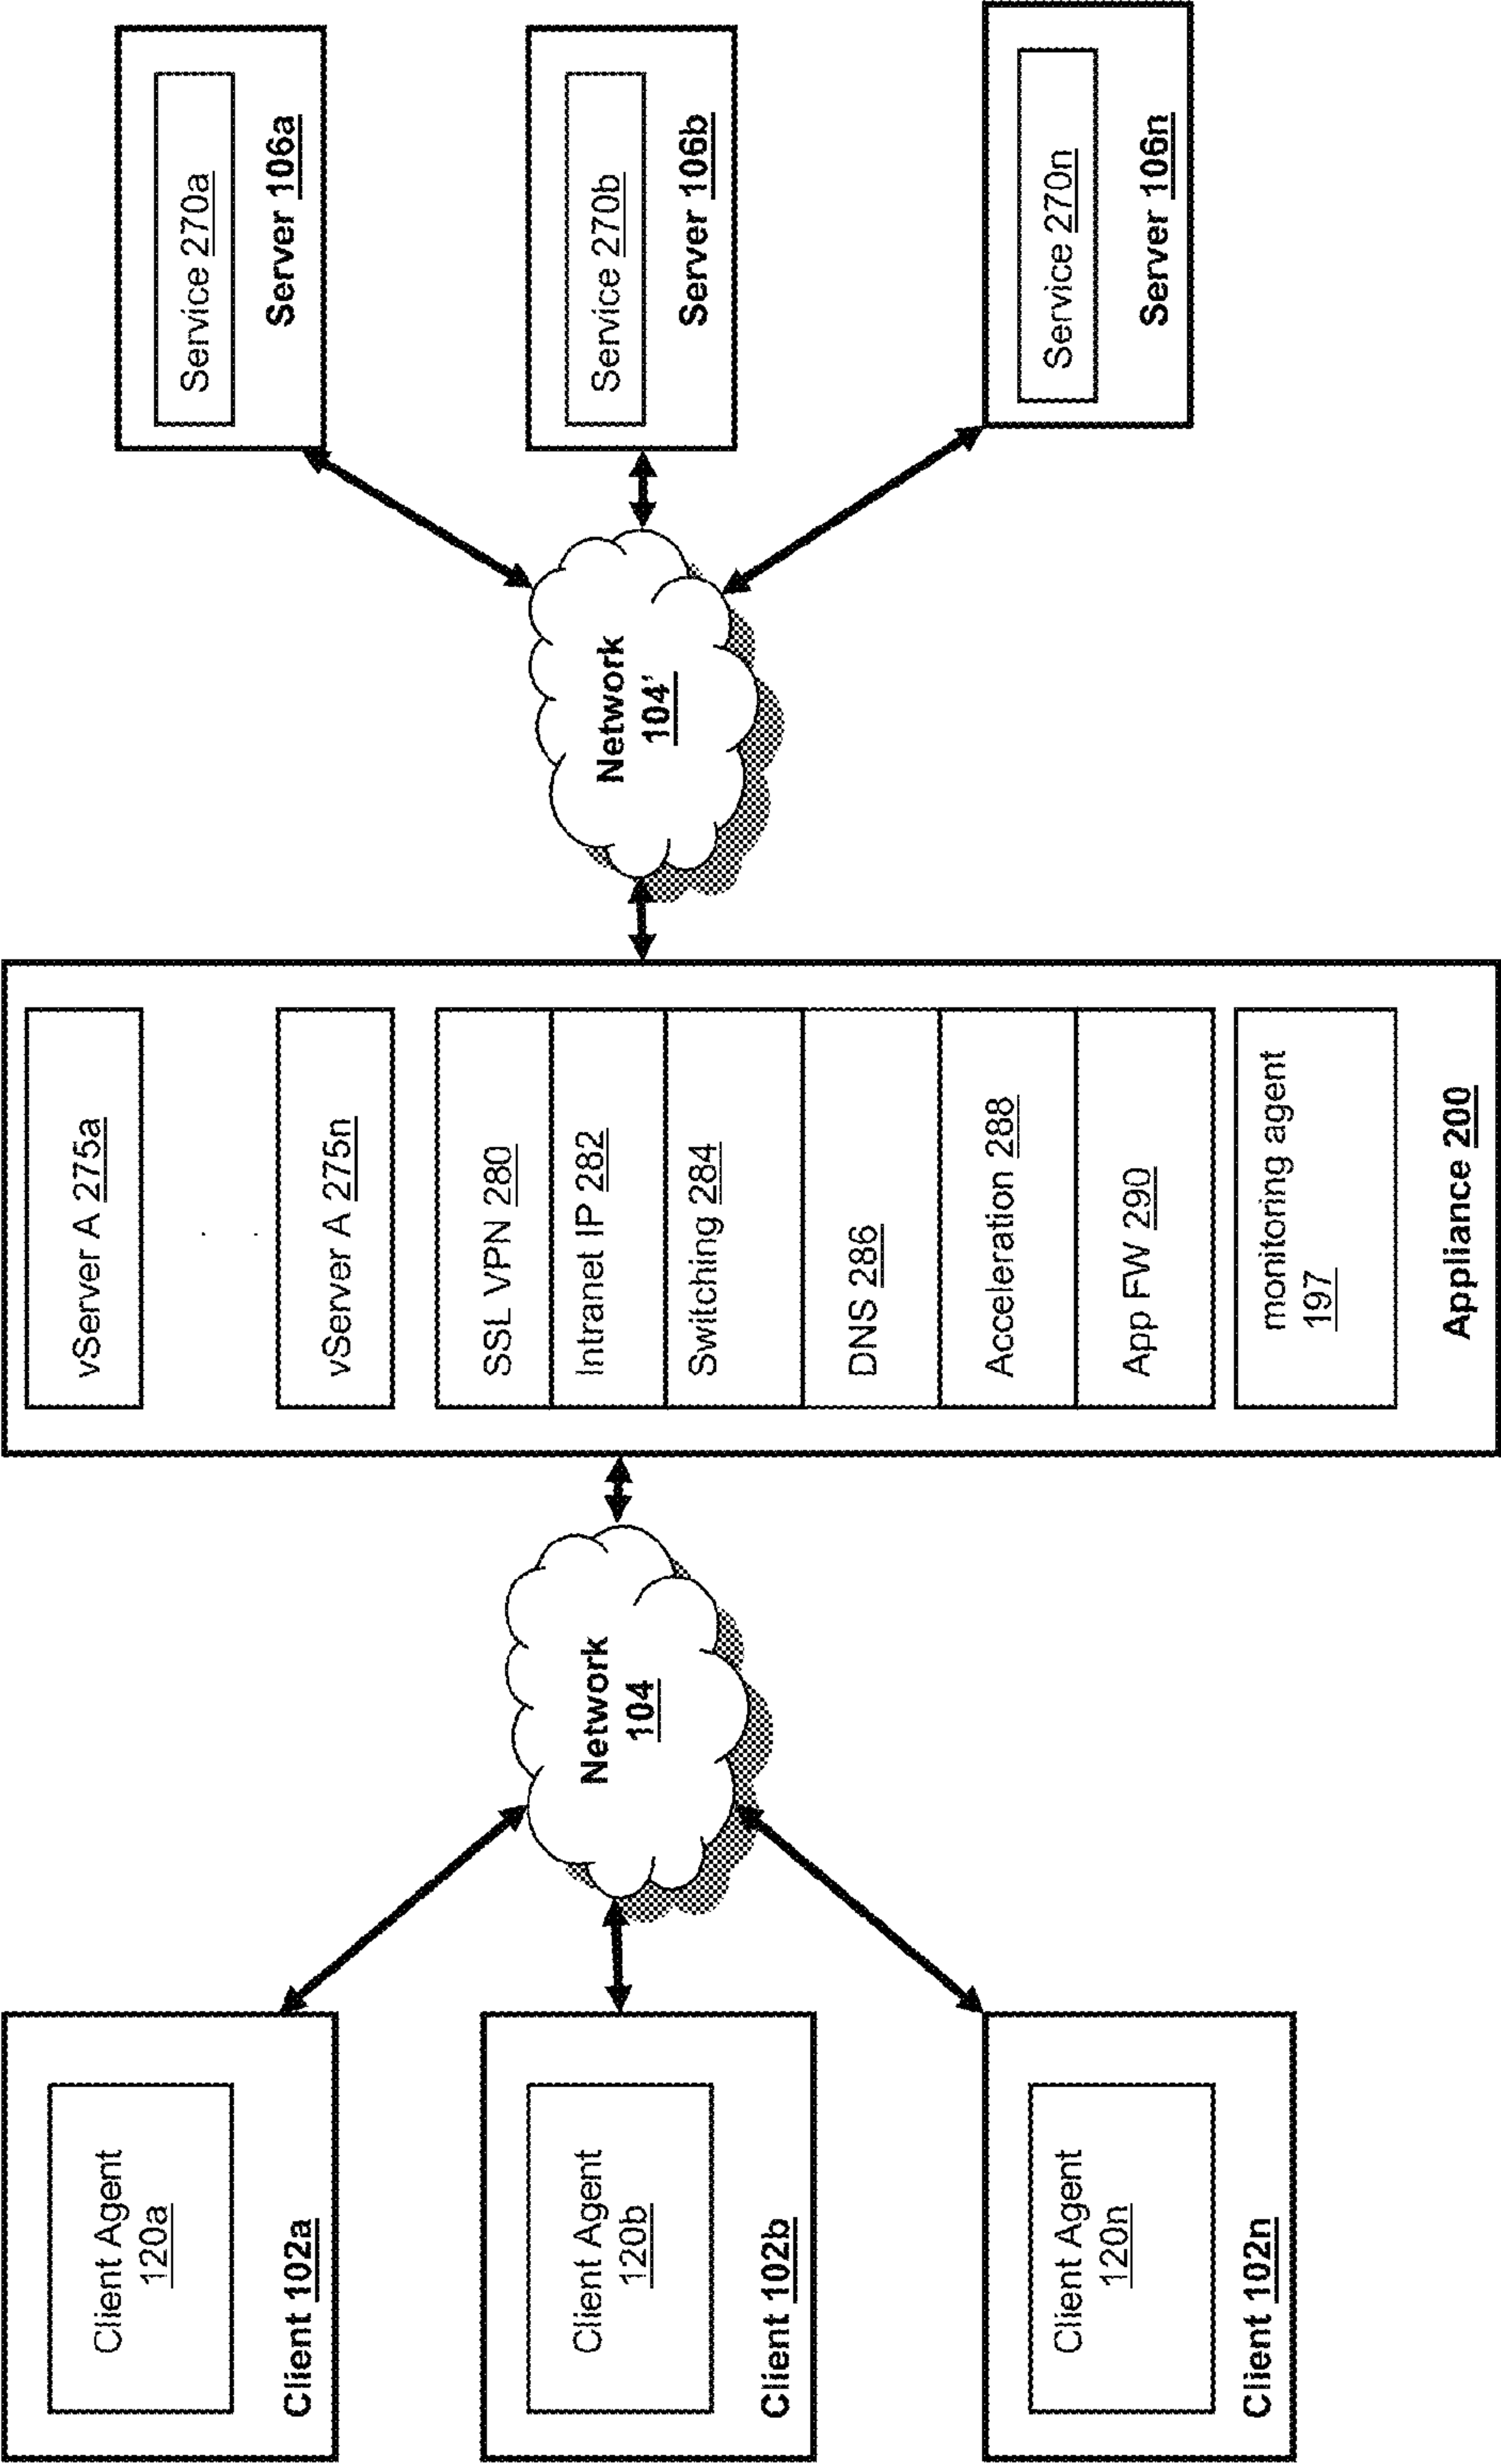 Client Agent
120a
Client 102a
Client Agent
120b
Client 102b
Client Agent
120n
Client 102n
Network
104
vServer A 275a
vServer A 275n
SSL VPN 280
Intranet IP 282
Switching 284
DNS 286
Acceleration 288
App FW 290
monitoring agent
197
Appliance 200
Network
104'
Service 270a
Server 106a
Service 270b
Server 106b
Service 270n
Server 106n